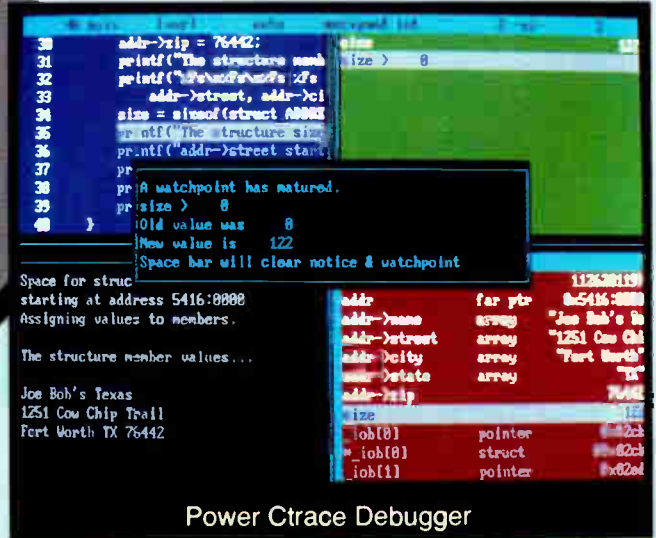 30 addr->zip = 76442;
31 printf("The structure memb
32 printf("
33 addr->street, addr->ci
34 size = sizeof(struct ADDRE
35 printf("The structure size
36 printf("addr->street start
37 pr
38 pr
39 pr
40 }
size
size > 0
A watchpoint has matured.
size > 0
Old value was 0
New value is 122
Space bar will clear notice & watchpoint
Space for struc
starting at address 5416:0000
Assigning values to members.
The structure member values...
Joe Bob's Texas
1251 Cow Chip Trail
Fort Worth TX 76442
addr far ptr 0x5416:0000
addr->name array "Joe Bob's
addr->street array "1251 Cow Chi
addr->city array "Fort Worth"
addr->state array "TX"
addr->zip 76442
size
_iob[0] pointer
*_iob[0] struct
_iob[1] pointer
Power Ctrace Debugger